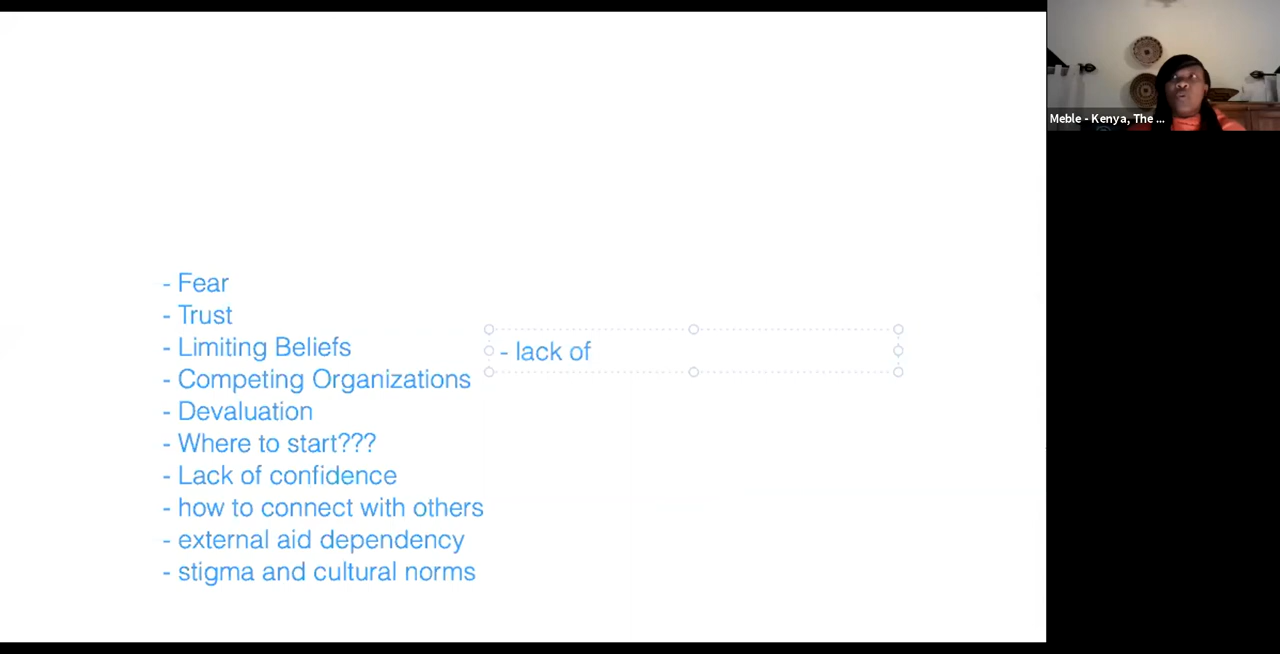 Meble - Kenya, The ...
- Fear
- Trust
- Limiting Beliefs
- Competing Organizations
- Devaluation
- Where to start???
- Lack of confidence
- how to connect with others
- external aid dependency
- stigma and cultural norms
- lack of